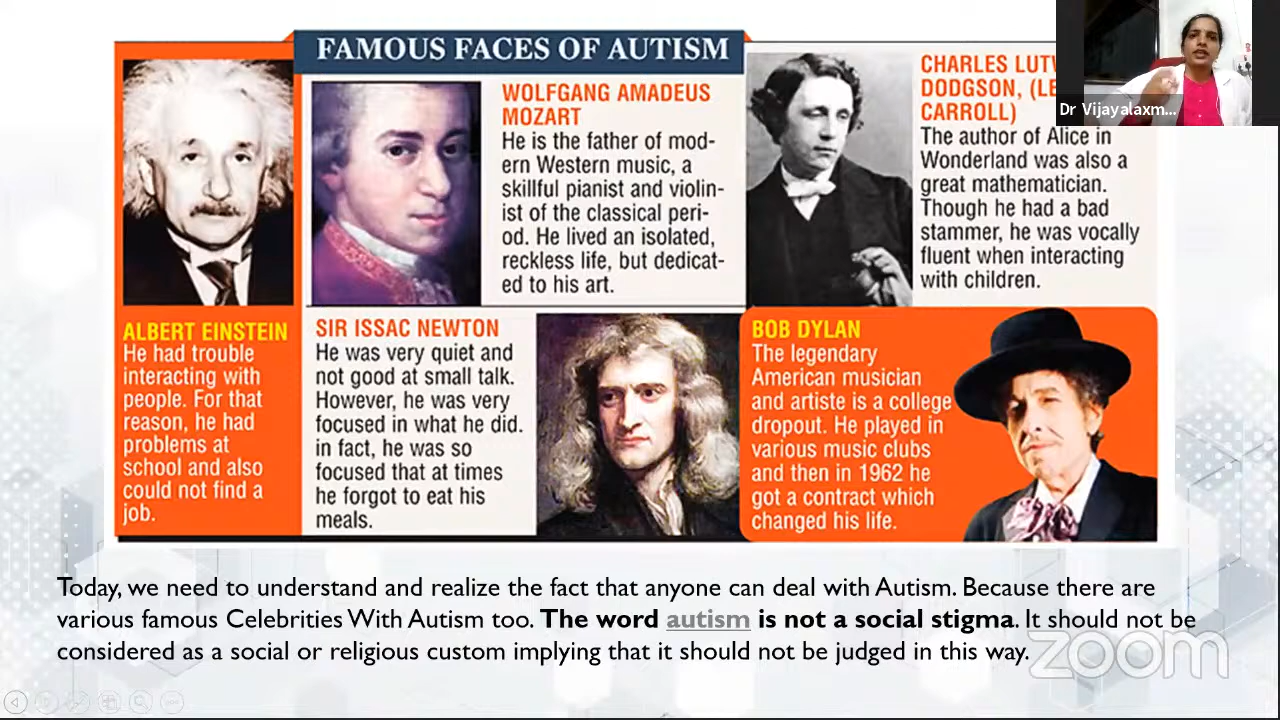 FAMOUS FACES OF AUTISM
ALBERT EINSTEIN
He had trouble
interacting with
people. For that
reason, he had
problems at
school and also
could not find a
job.
WOLFGANG AMADEUS
MOZART
He is the father of mod-
ern Western music, a
skillful pianist and violin-
ist of the classical peri-
od. He lived an isolated,
reckless life, but dedicat-
ed to his art.
CHARLES LUTW
DODGSON, (LE
CARROLL)
The author of Alice in
Wonderland was also a
great mathematician.
Though he had a bad
stammer, he was vocally
fluent when interacting
with children.
SIR ISSAC NEWTON
He was very quiet and
not good at small talk.
However, he was very
focused in what he did.
in fact, he was so
focused that at times
he forgot to eat his
meals.
BOB DYLAN
The legendary
American musician
and artiste is a college
dropout. He played in
various music clubs
and then in 1962 he
got a contract which
changed his life.
Dr Vijayalaxm...
Today, we need to understand and realize the fact that anyone can deal with Autism. Because there are
various famous Celebrities With Autism too. The word autism is not a social stigma. It should not be
considered as a social or religious custom implying that it should not be judged in this way.
zoom